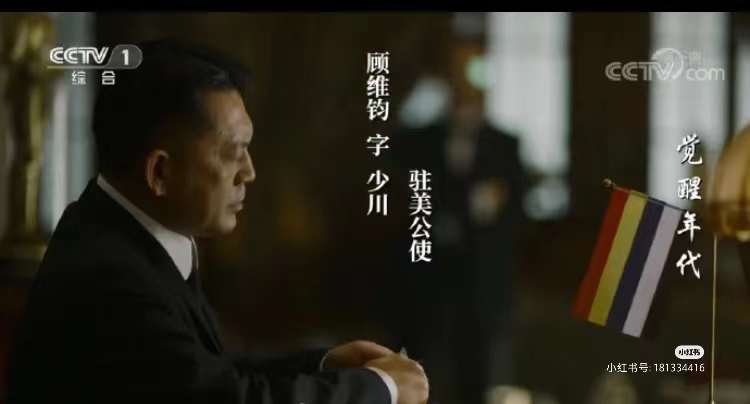 CCTV 1
综合
顾维钧 字 少川
驻美公使
CCTV.com
觉醒年代
小红书
小红书号: 181334416